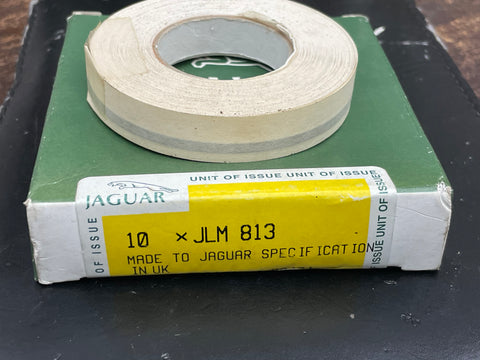 UNIT OF ISSUE UNIT OF ISSUE
JAGUAR
OF ISSUE
10 × JLM 813
MADE TO JAGUAR SPECIFICATION
IN UK
UNIT OF ISSUE